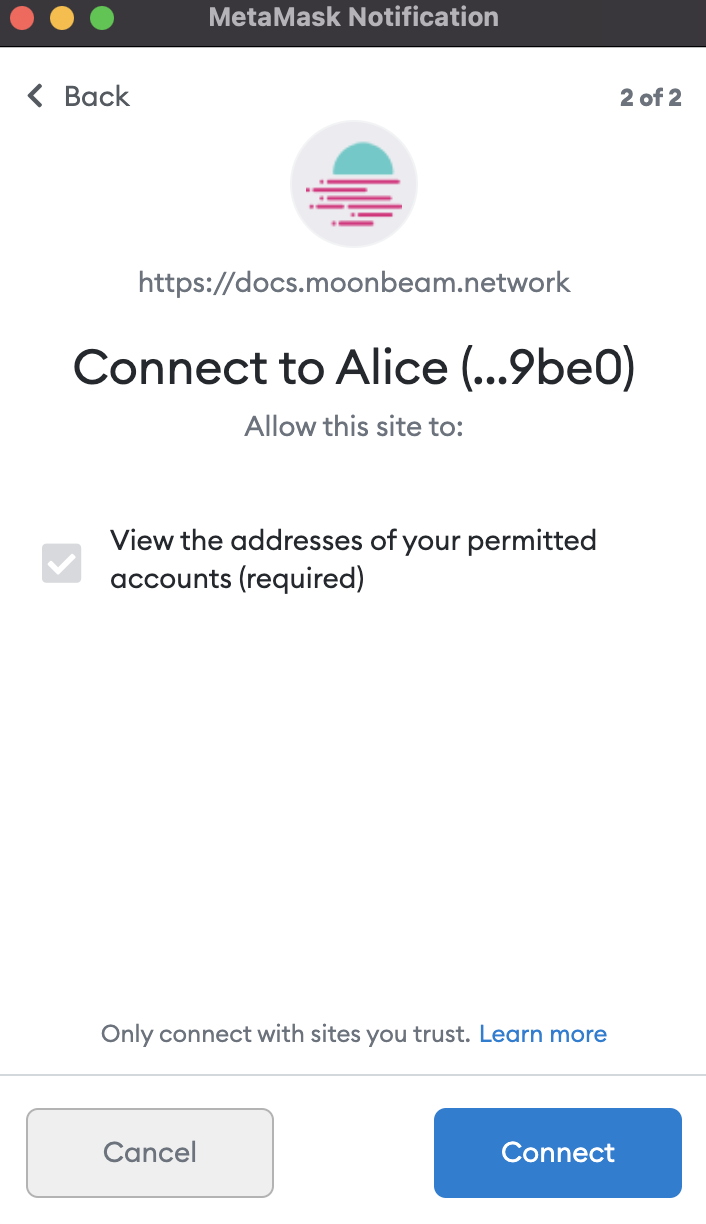 MetaMask Notification
Back
2 of 2
https://docs.moonbeam.network
Connect to Alice (...9be0)
Allow this site to:
View the addresses of your permitted
accounts (required)
Only connect with sites you trust. Learn more
Cancel
Connect